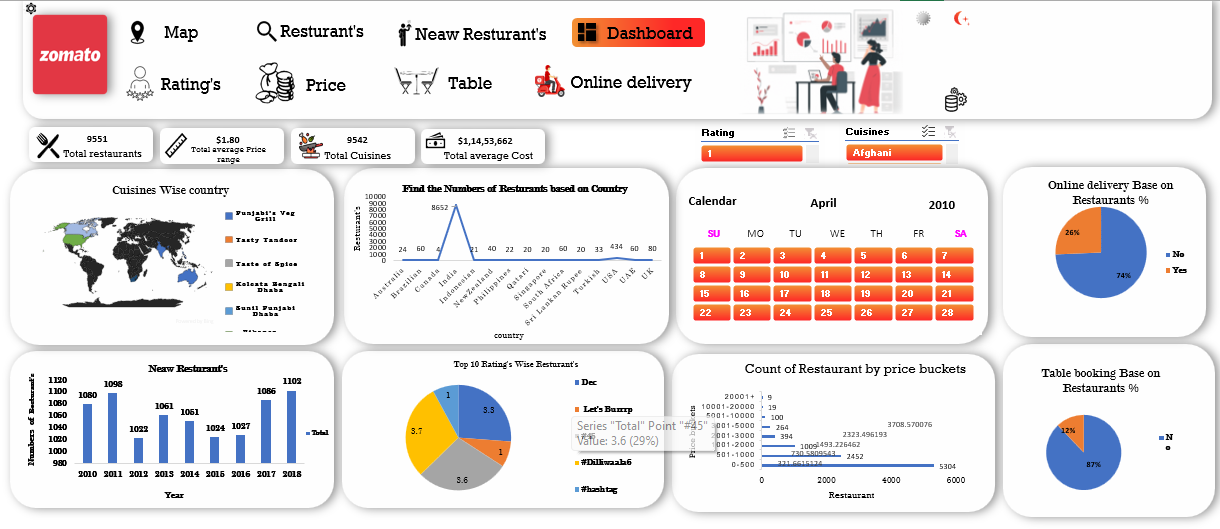 zomato
Map
Resturant's
Neaw Resturant's
Dashboard
Rating's
Price
Table
Online delivery
9551
Total restaurants
$1.80
Total average Price
range
9542
Total Cuisines
$1,14,53,662
Total average Cost
Rating
1
Cuisines
Afghani
Cuisines Wise country
Punjabi's Veg
Grill
Tasty Tandoor
Taste of Spice
Kolcata Bengali
Dhaba
Sunil Punjabi
Dhaba
Find the Numbers of Resturants based on Country
Resturant's
10000
9000
8000
7000
6000
5000
4000
3000
2000
1000
0
24 60 4 8652 21 40 22 20 60 20 33 434 60 80
Australia
Brazilian
Canada
India
Indonesian
NewZealand
Philippines
Qatari
Singapore
South Africa
Sri Lankan Rupee
Turkish
USA
UAE
UK
country
Calendar
April
2010
SU MO TU WE TH FR SA
1 2 3 4 5 6 7
8 9 10 11 12 13 14
15 16 17 18 19 20 21
22 23 24 25 26 27 28
Online delivery Base on
Restaurants %
26%
74%
No
Yes
Neaw Resturant's
Numbers of Resturant's
1120
1100
1080
1060
1040
1020
1000
980
1080 1098 1022 1061 1051 1024 1027 1086 1102
2010 2011 2012 2013 2014 2015 2016 2017 2018
Year
Total
Top 10 Rating's Wise Resturant's
3.3
1
3.6
3.7
1
Dec
Let's Burrrp
#Dilliwaala6
#hashtag
Series "Total" Point "#45"
Value: 3.6 (29%)
Count of Restaurant by price buckets
Price buckets
20001+ 9
10001-20000 19
5001-10000 100
3001-5000 264 3708.570076
2001-3000 394 2323.496193
1001-2000 1009 1493.226462
501-1000 730.5809543 2452
0-500 321.6615124 5304
0 2000 4000 6000
Restaurant
Table booking Base on
Restaurants %
12%
87%
N
o